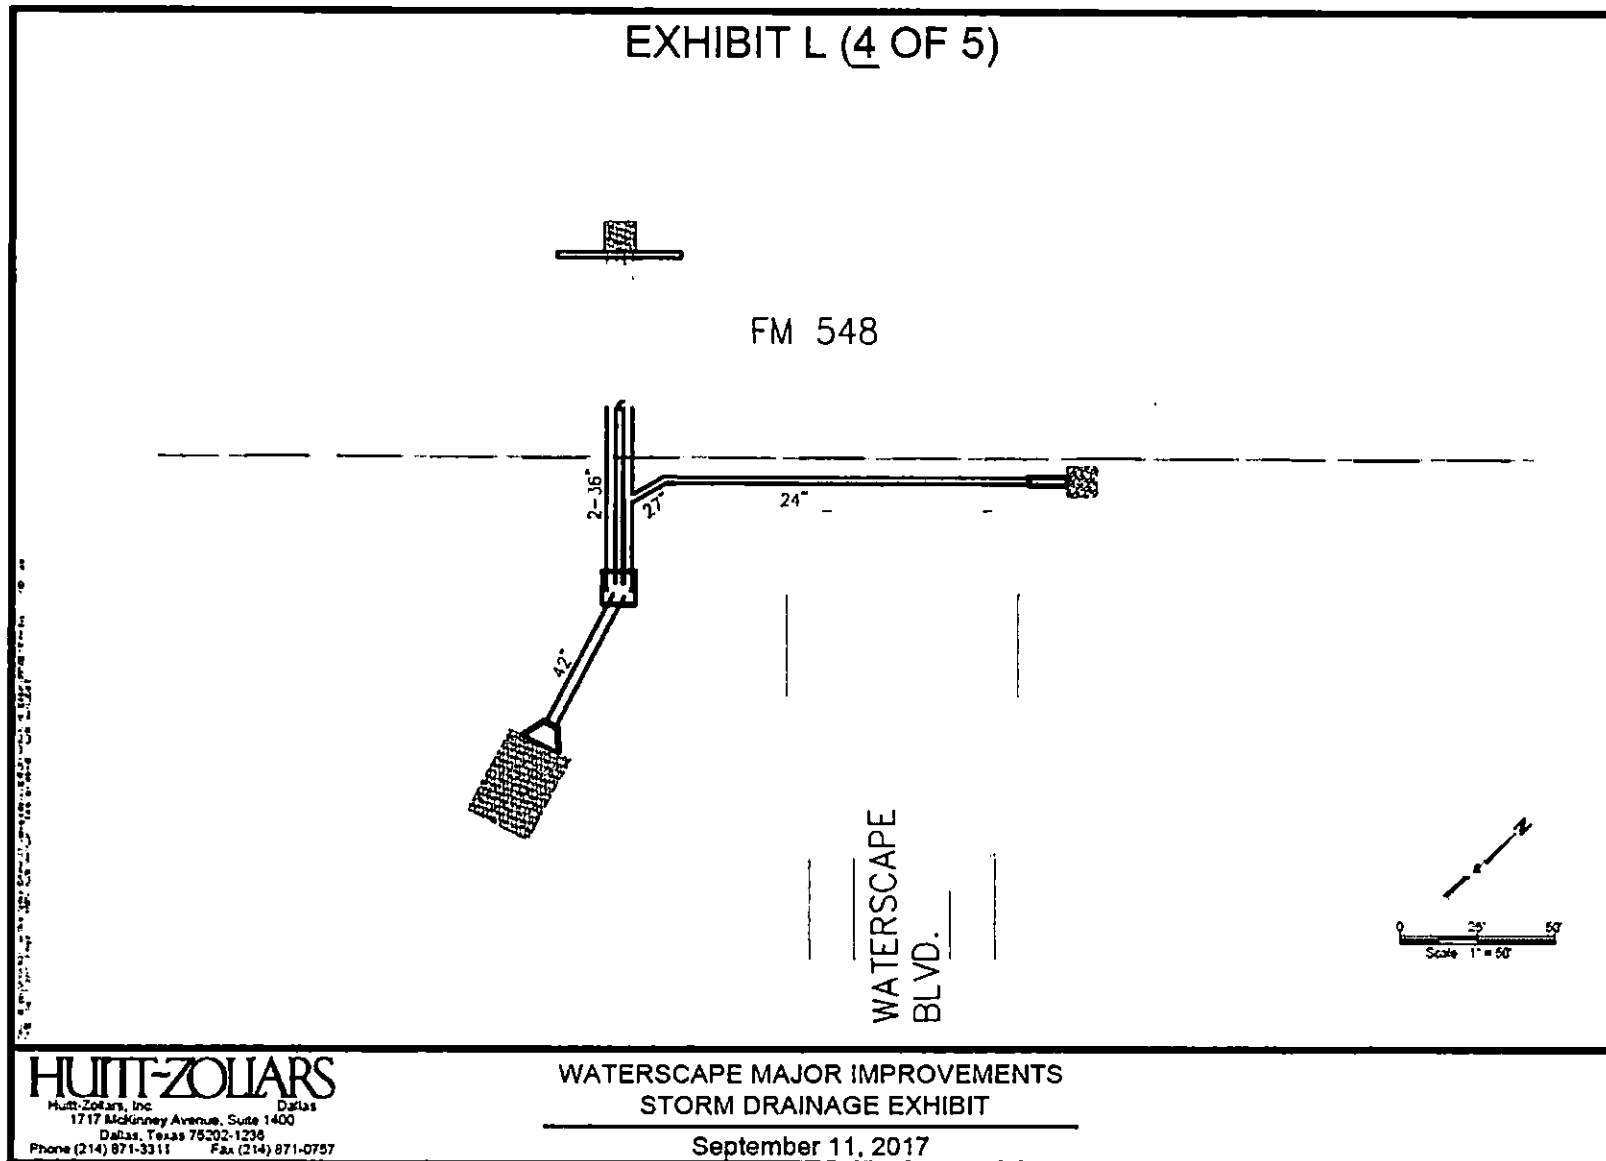 EXHIBIT L (4 OF 5)
FM 548
2-36"
27"
24"
42"
WATERSCAPE
BLVD.
N
0 25' 50'
Scale 1" = 50'
HUITT-ZOLLARS
Huitt-Zollars, Inc. Dallas
1717 McKinney Avenue, Suite 1400
Dallas, Texas 75202-1236
Phone (214) 871-3311 Fax (214) 871-0757
WATERSCAPE MAJOR IMPROVEMENTS
STORM DRAINAGE EXHIBIT
September 11, 2017